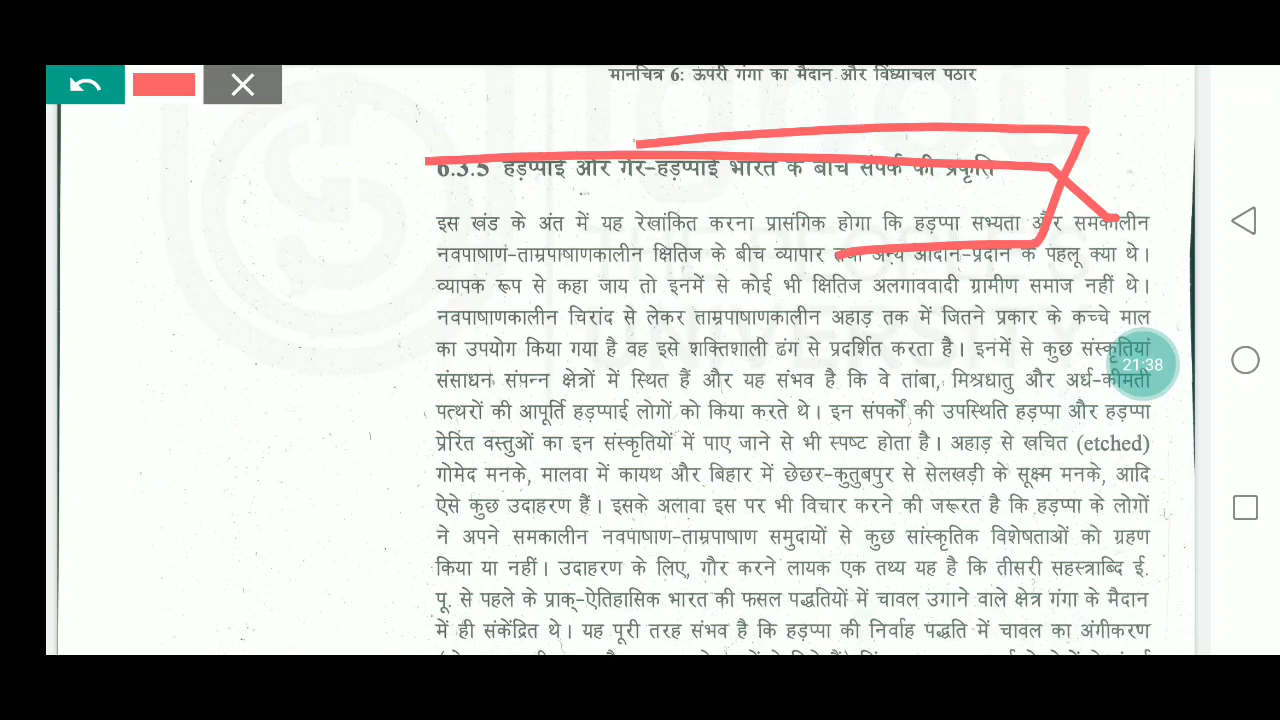 मानचित्र 6: ऊपरी गंगा का मैदान और विंध्याचल पठार
6.3.5 हड़प्पाई और गैर-हड़प्पाई भारत के बीच संपर्क की प्रकृति
इस खंड के अंत में यह रेखांकित करना प्रासंगिक होगा कि हड़प्पा सभ्यता और समकालीन
नवपाषाण-ताम्रपाषाणकालीन क्षितिज के बीच व्यापार तथा अन्य आदान-प्रदान के पहलू क्या थे।
व्यापक रूप से कहा जाय तो इनमें से कोई भी क्षितिज अलगाववादी ग्रामीण समाज नहीं थे।
नवपाषाणकालीन चिरांद से लेकर ताम्रपाषाणकालीन अहाड़ तक में जितने प्रकार के कच्चे माल
का उपयोग किया गया है वह इसे शक्तिशाली ढंग से प्रदर्शित करता है। इनमें से कुछ संस्कृतियां
21:38
संसाधन संपन्न क्षेत्रों में स्थित हैं और यह संभव है कि वे तांबा, मिश्रधातु और अर्ध-कीमती
पत्थरों की आपूर्ति हड़प्पाई लोगों को किया करते थे। इन संपर्कों की उपस्थिति हड़प्पा और हड़प्पा
प्रेरित वस्तुओं का इन संस्कृतियों में पाए जाने से भी स्पष्ट होता है। अहाड़ से खचित (etched)
गोमेद मनके, मालवा में कायथ और बिहार में छेछर-कुतुबपुर से सेलखड़ी के सूक्ष्म मनके, आदि
ऐसे कुछ उदाहरण हैं। इसके अलावा इस पर भी विचार करने की जरूरत है कि हड़प्पा के लोगों
ने अपने समकालीन नवपाषाण-ताम्रपाषाण समुदायों से कुछ सांस्कृतिक विशेषताओं को ग्रहण
किया या नहीं। उदाहरण के लिए, गौर करने लायक एक तथ्य यह है कि तीसरी सहस्त्राब्दि ई.
पू. से पहले के प्राक्-ऐतिहासिक भारत की फसल पद्धतियों में चावल उगाने वाले क्षेत्र गंगा के मैदान
में ही संकेंद्रित थे। यह पूरी तरह संभव है कि हड़प्पा की निर्वाह पद्धति में चावल का अंगीकरण